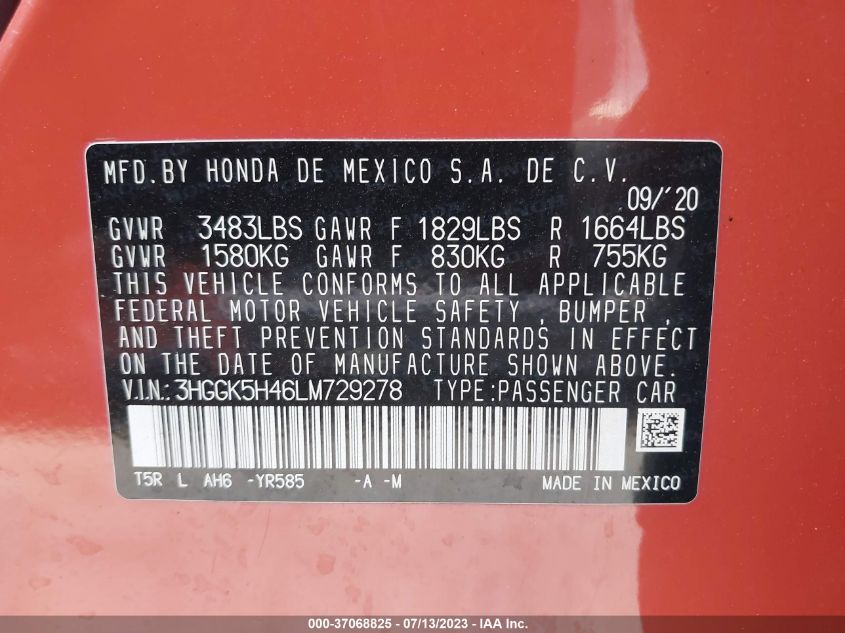 MFD.BY HONDA DE MEXICO S.A. DE C.V.
09/'20
GVWR 3483LBS GAWR F 1829LBS R 1664LBS
GVWR 1580KG GAWR F 830KG R 755KG
THIS VEHICLE CONFORMS TO ALL APPLICABLE
FEDERAL MOTOR VEHICLE SAFETY , BUMPER ,
AND THEFT PREVENTION STANDARDS IN EFFECT
ON THE DATE OF MANUFACTURE SHOWN ABOVE.
V.I.N.: 3HGGK5H46LM729278 TYPE:PASSENGER CAR
T5R L AH6 -YR585 -A -M MADE IN MEXICO
000-37068825 - 07/13/2023 - IAA Inc.